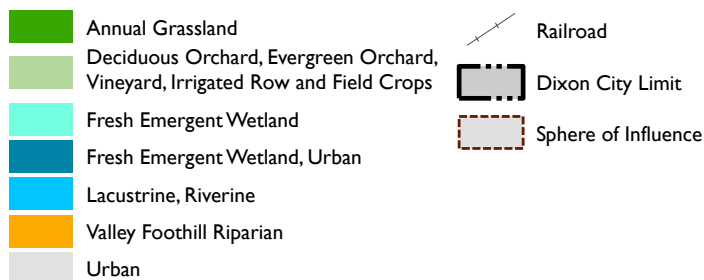 Annual Grassland
Deciduous Orchard, Evergreen Orchard,
Vineyard, Irrigated Row and Field Crops
Fresh Emergent Wetland
Fresh Emergent Wetland, Urban
Lacustrine, Riverine
Valley Foothill Riparian
Urban
Railroad
Dixon City Limit
Sphere of Influence